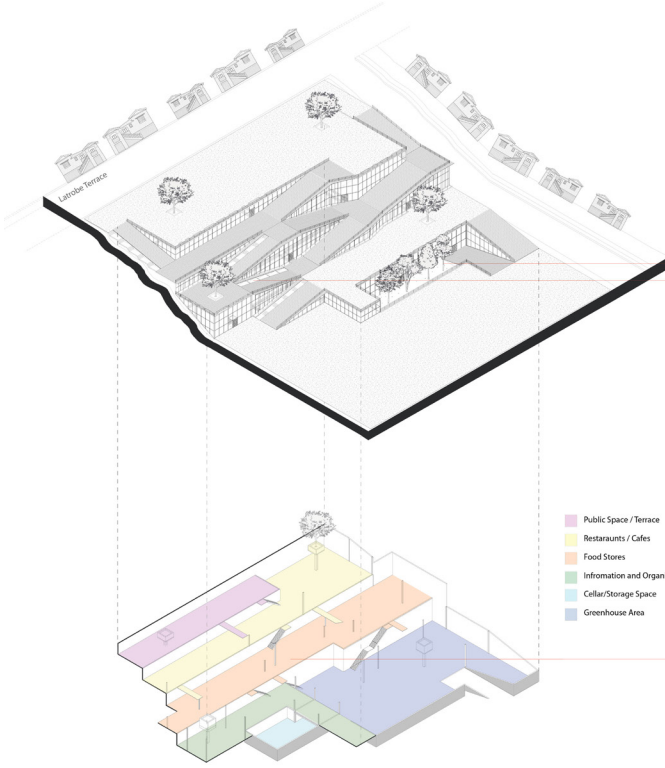 Latrobe Terrace
Public Space / Terrace
Restaraunts / Cafes
Food Stores
Infromation and Organ
Cellar/Storage Space
Greenhouse Area